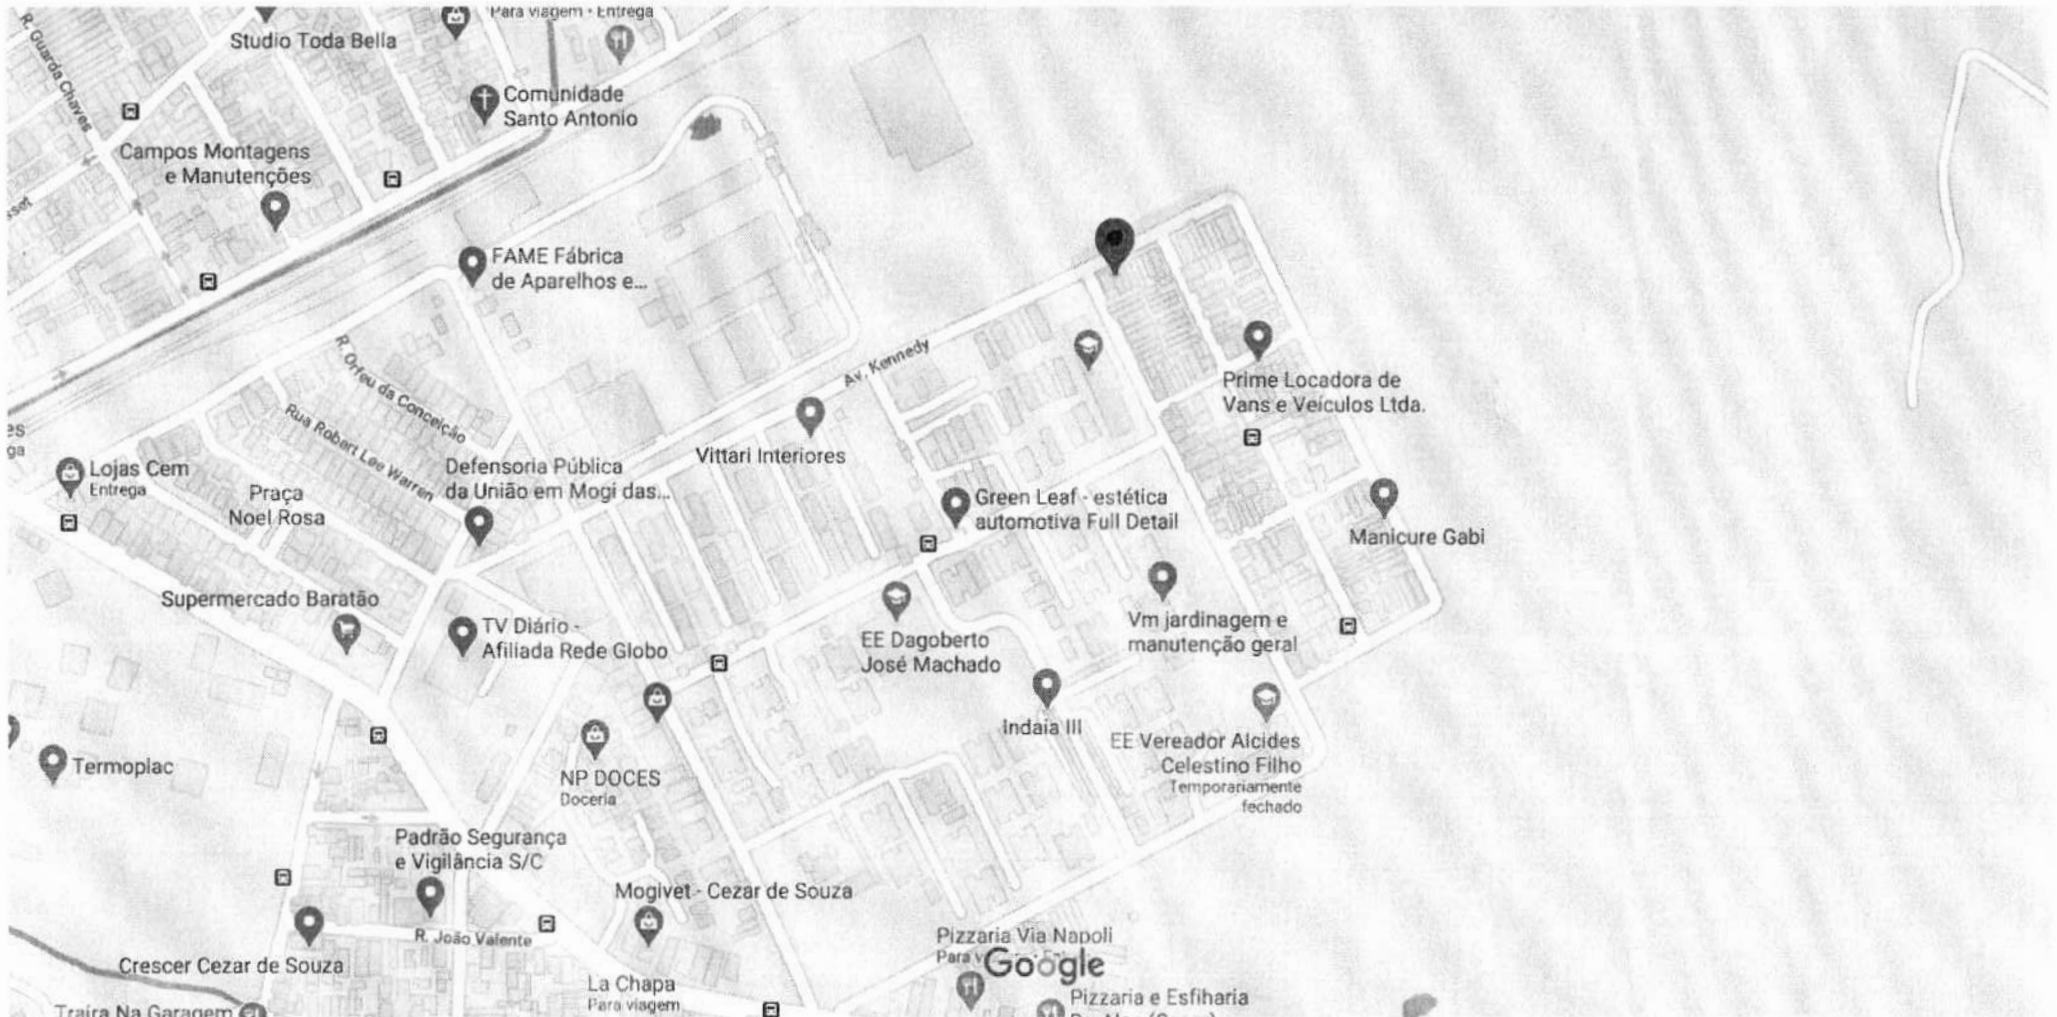 Para viagem · Entrega
Studio Toda Bella
R. Guarda Chaves
Comunidade
Santo Antonio
Campos Montagens
e Manutenções
FAME Fábrica
de Aparelhos e...
R. Orfeu da Conceição
Av. Kennedy
Prime Locadora de
Vans e Veículos Ltda.
Rua Robert Lee Warren
Vittari Interiores
Lojas Cem
Entrega
Defensoria Pública
da União em Mogi das...
Praça
Noel Rosa
Green Leaf - estética
automotiva Full Detail
Manicure Gabi
Supermercado Baratão
TV Diário -
Afiliada Rede Globo
EE Dagoberto
José Machado
Vm jardinagem e
manutenção geral
Indaia III
EE Vereador Alcides
Celestino Filho
Temporariamente
fechado
Termoplac
NP DOCES
Doceria
Padrão Segurança
e Vigilância S/C
Mogivet - Cezar de Souza
R. João Valente
Crescer Cezar de Souza
Pizzaria Via Napoli
Para
Google
La Chapa
Para viagem
Pizzaria e Esfiharia
Traíra Na Garagem